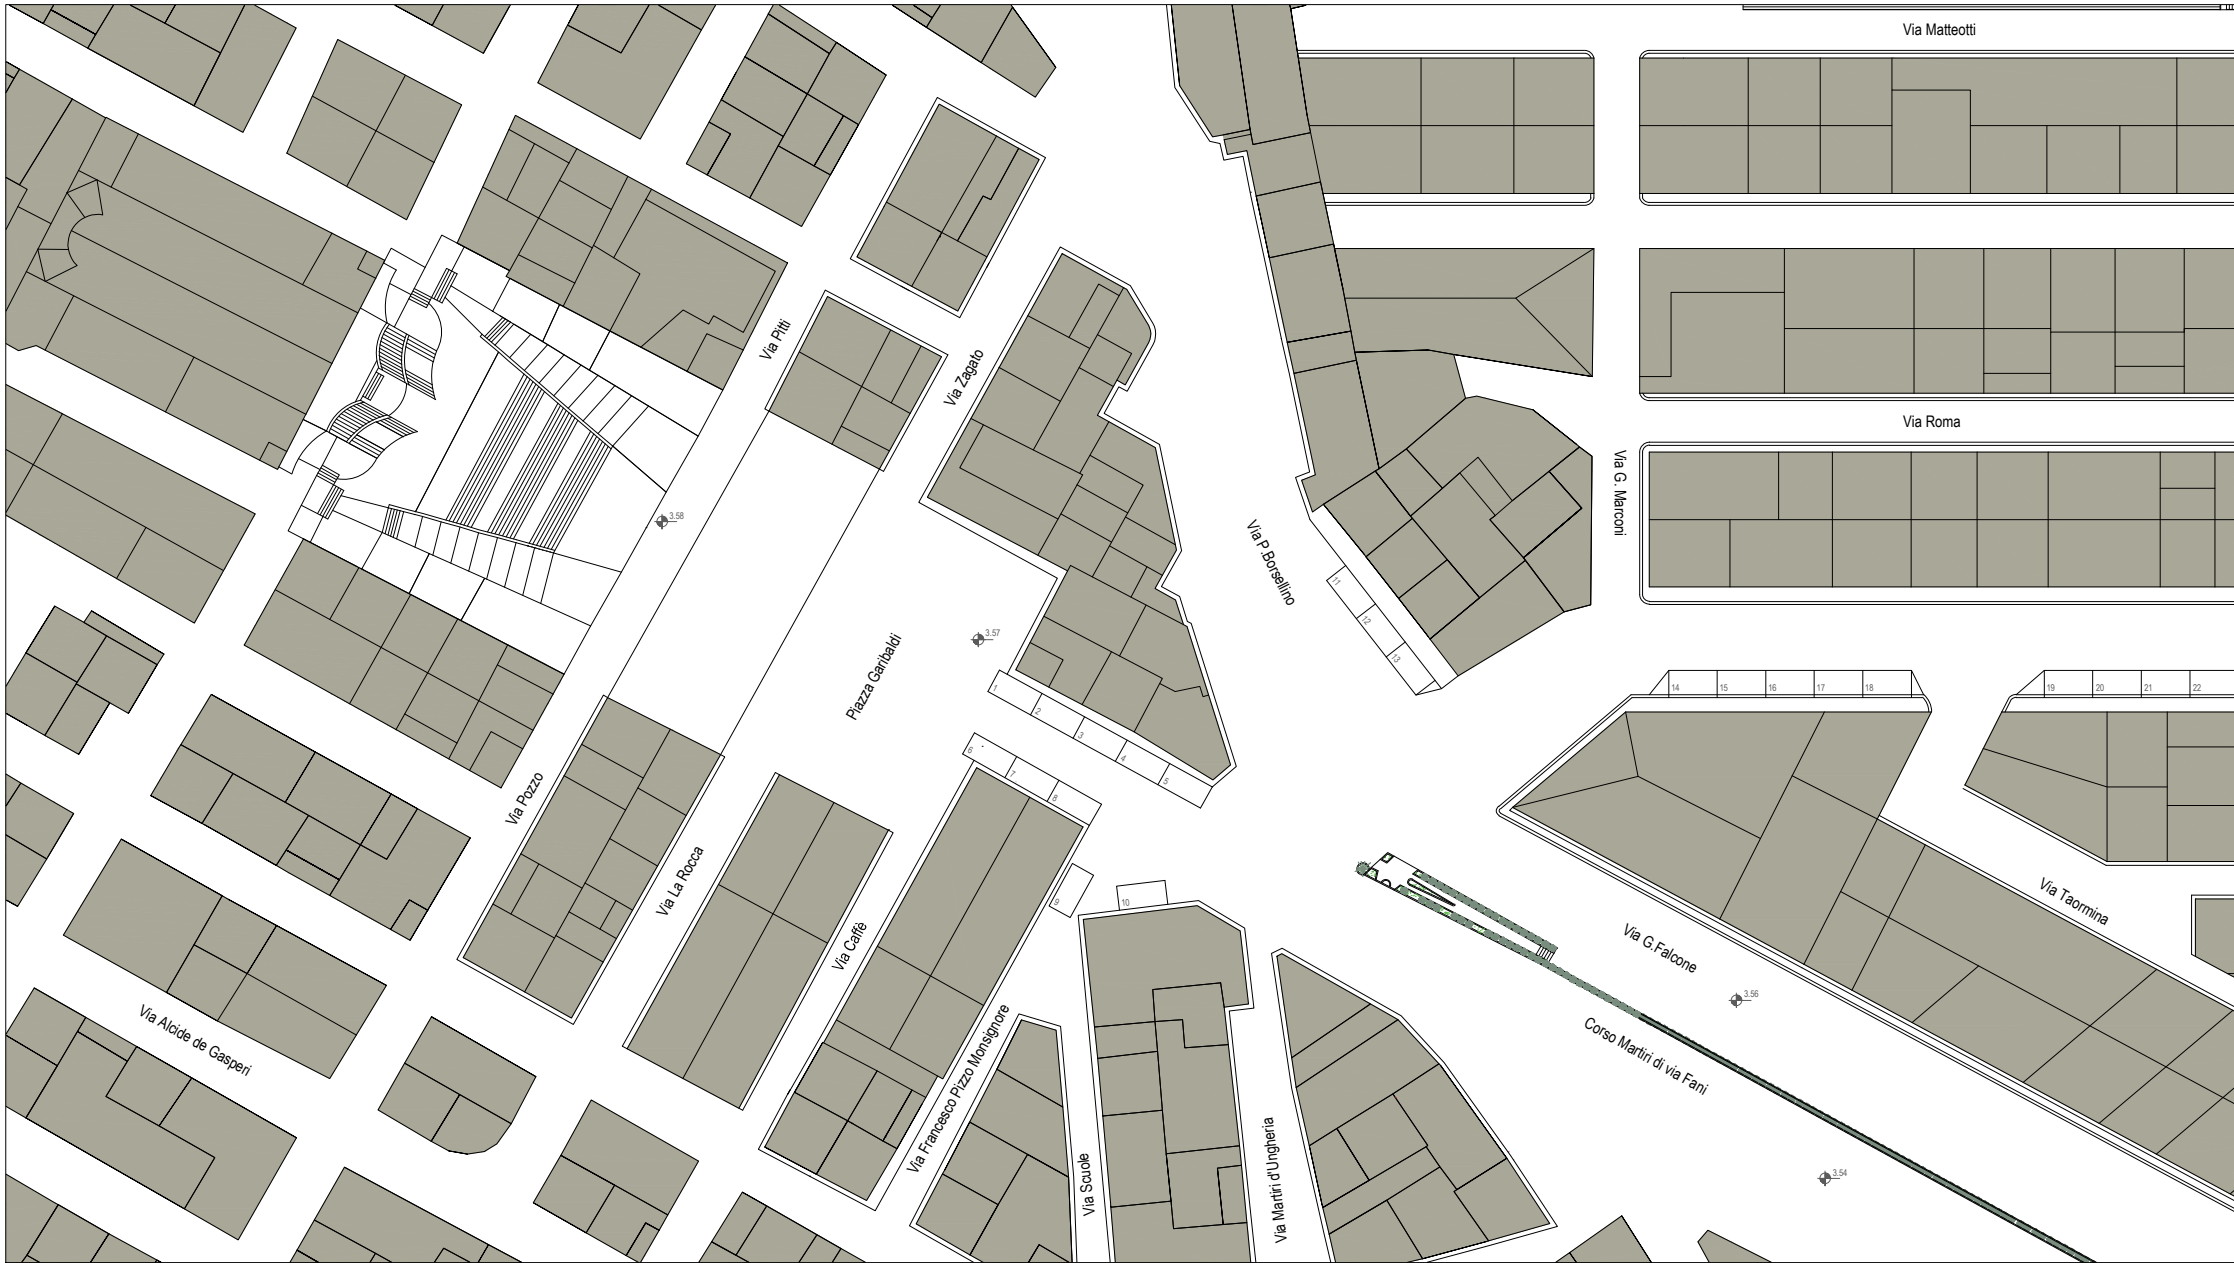 Via Matteotti
Via Pitti
Via Zagato
Via Roma
Via G. Marconi
3.58
Via P.Borsellino
11
12
13
3.57
Piazza Garibaldi
1
2
3
4
5
14
15
16
17
18
19
20
21
22
6
7
8
Via Pozzo
Via La Rocca
9
10
Via Taormina
Via Caffè
Via G.Falcone
3.56
Via Alcide de Gasperi
Via Francesco Pizzo Monsignore
Corso Martiri di via Fani
Via Scuole
Via Martiri d'Ungheria
3.54